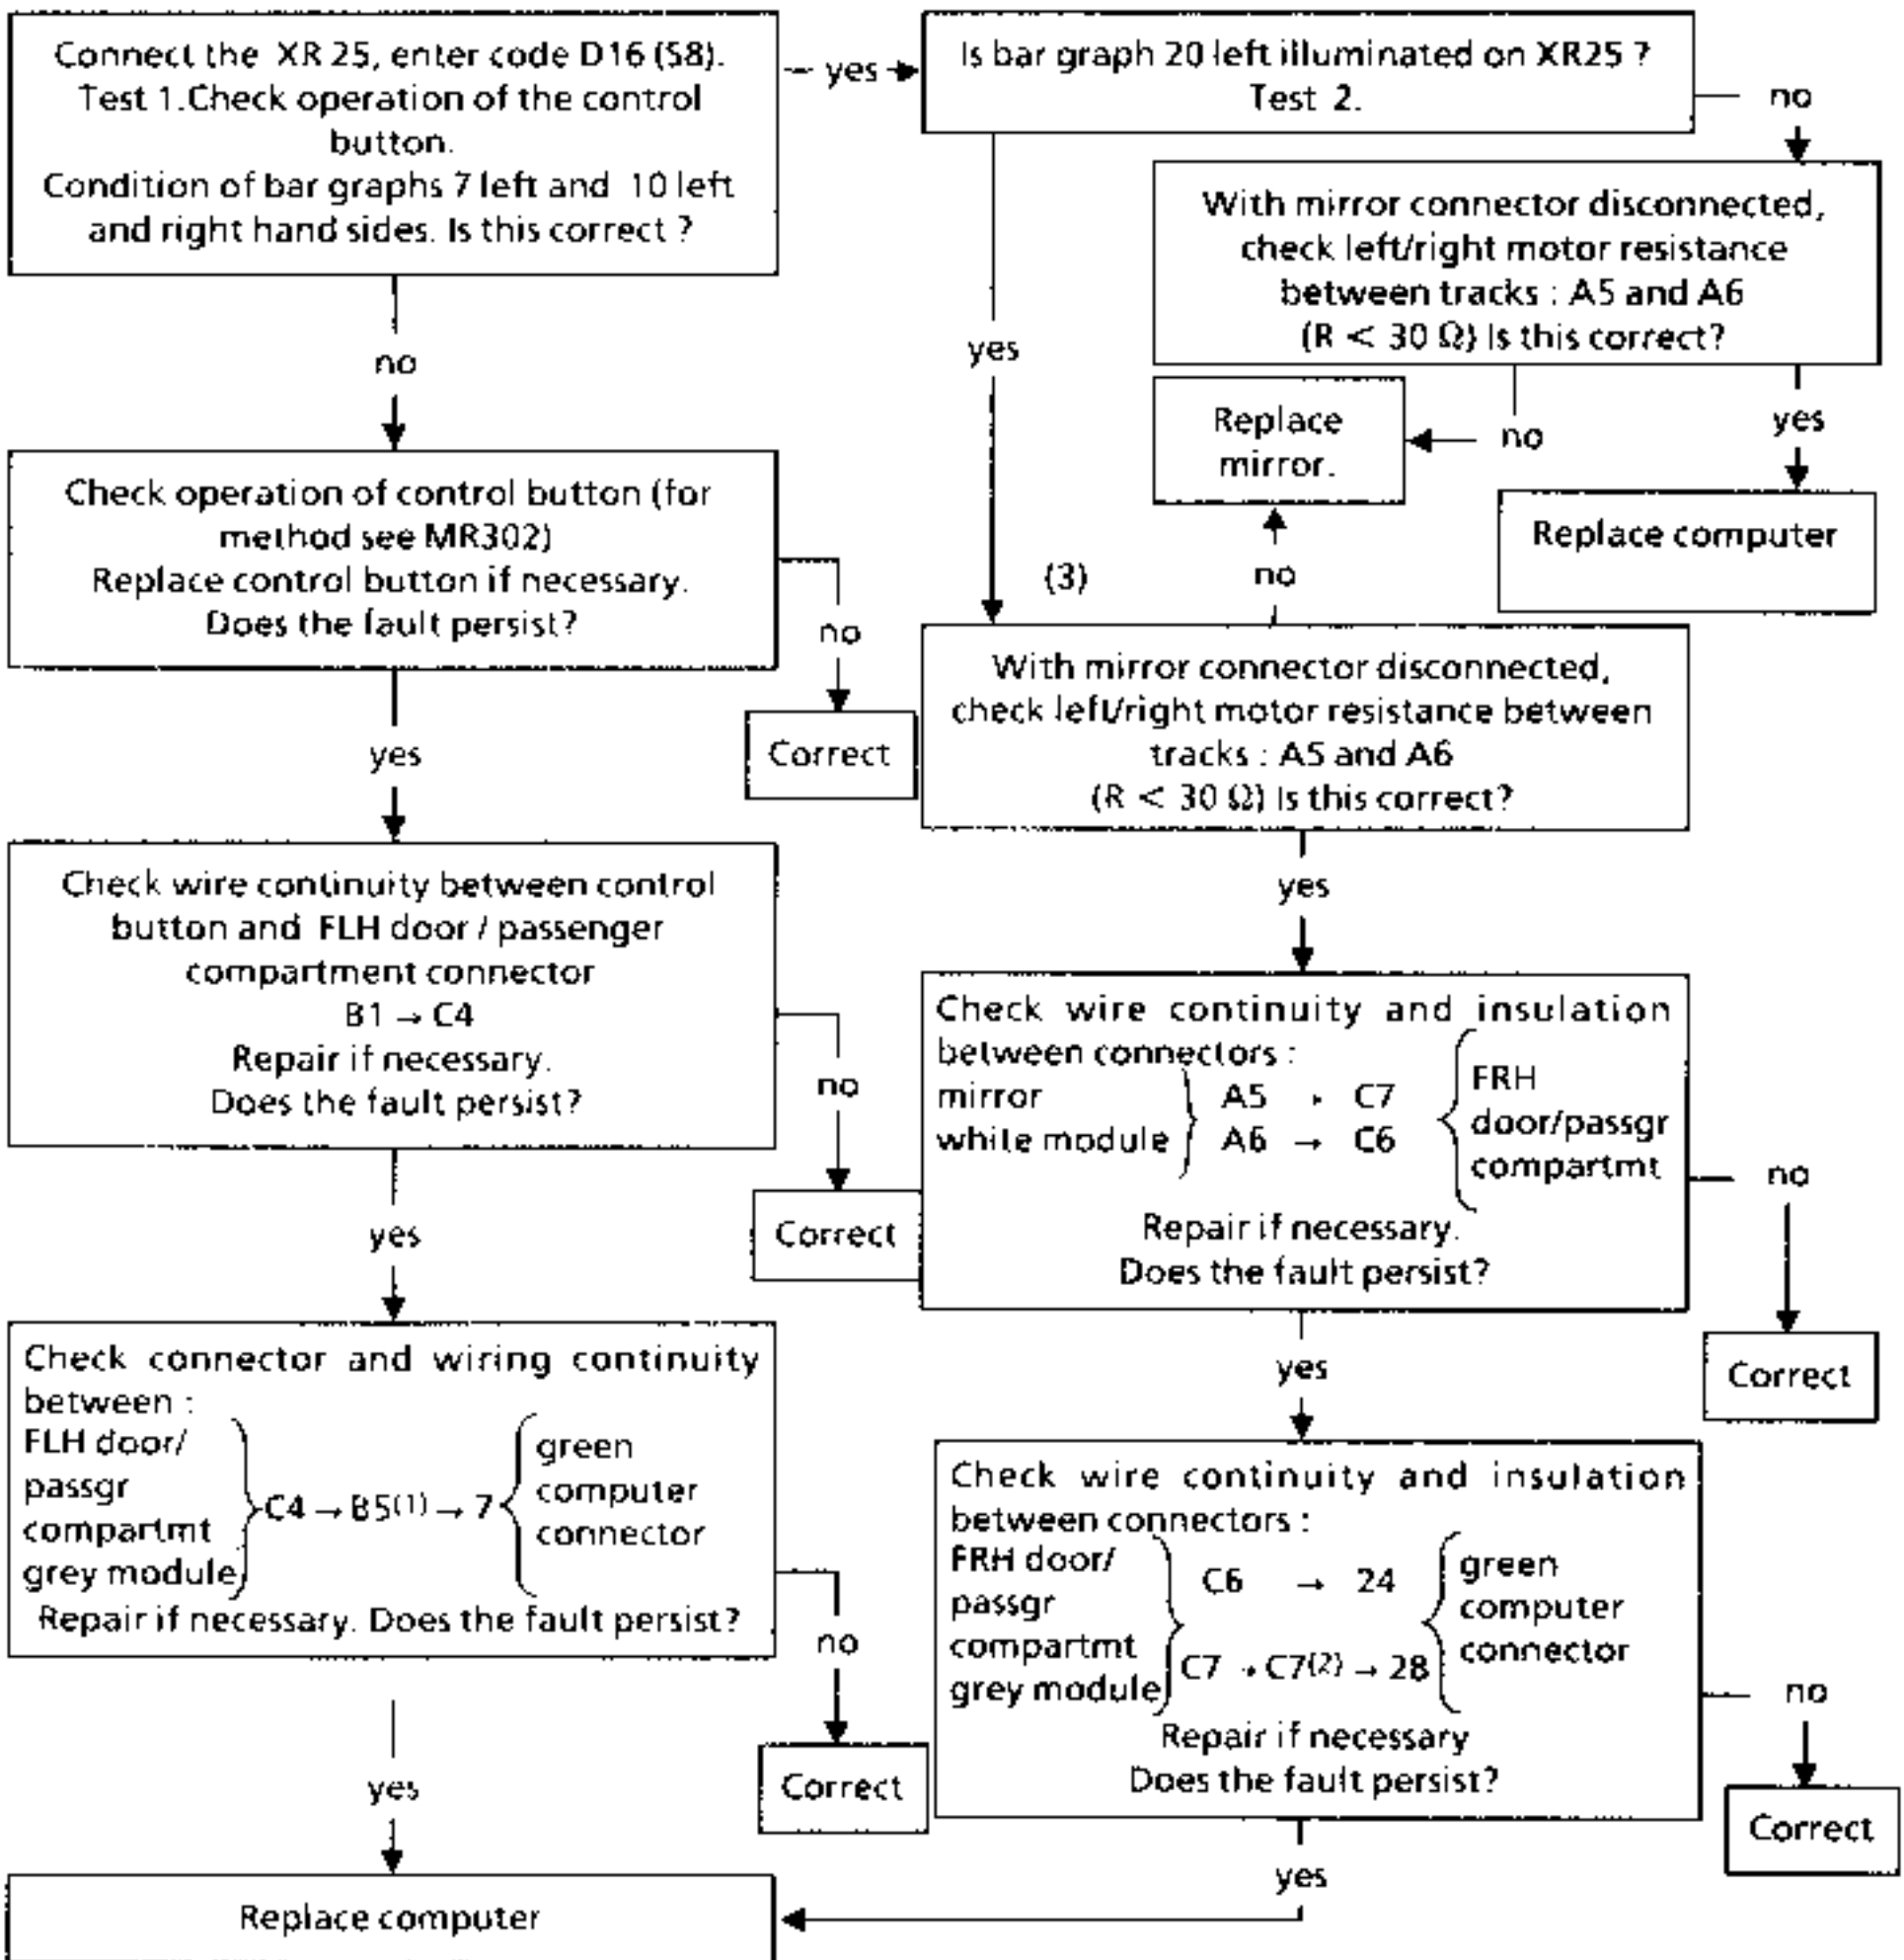 Connect the XR 25, enter code D16 (S8).
Test 1.Check operation of the control
button.
Condition of bar graphs 7 left and 10 left
and right hand sides. Is this correct ?
yes
Is bar graph 20 left illuminated on XR25 ?
Test 2.
no
With mirror connector disconnected,
check left/right motor resistance
between tracks : A5 and A6
(R < 30 Ω) Is this correct?
no
yes
Replace
mirror.
no
yes
Replace computer
Check operation of control button (for
method see MR302)
Replace control button if necessary.
Does the fault persist?
no
Correct
yes
(3)
no
With mirror connector disconnected,
check left/right motor resistance between
tracks : A5 and A6
(R < 30 Ω) Is this correct?
yes
Check wire continuity between control
button and FLH door / passenger
compartment connector
B1 → C4
Repair if necessary.
Does the fault persist?
no
Correct
yes
Check wire continuity and insulation
between connectors :
mirror
white module
A5 → C7
A6 → C6
FRH
door/passgr
compartmt
Repair if necessary.
Does the fault persist?
no
Correct
yes
Check connector and wiring continuity
between :
FLH door/
passgr
compartmt
grey module
C4 → B5(1) → 7
green
computer
connector
Repair if necessary. Does the fault persist?
no
Correct
yes
Check wire continuity and insulation
between connectors :
FRH door/
passgr
compartmt
grey module
C6 → 24
C7 → C7(2) → 28
green
computer
connector
Repair if necessary
Does the fault persist?
no
Correct
yes
Replace computer